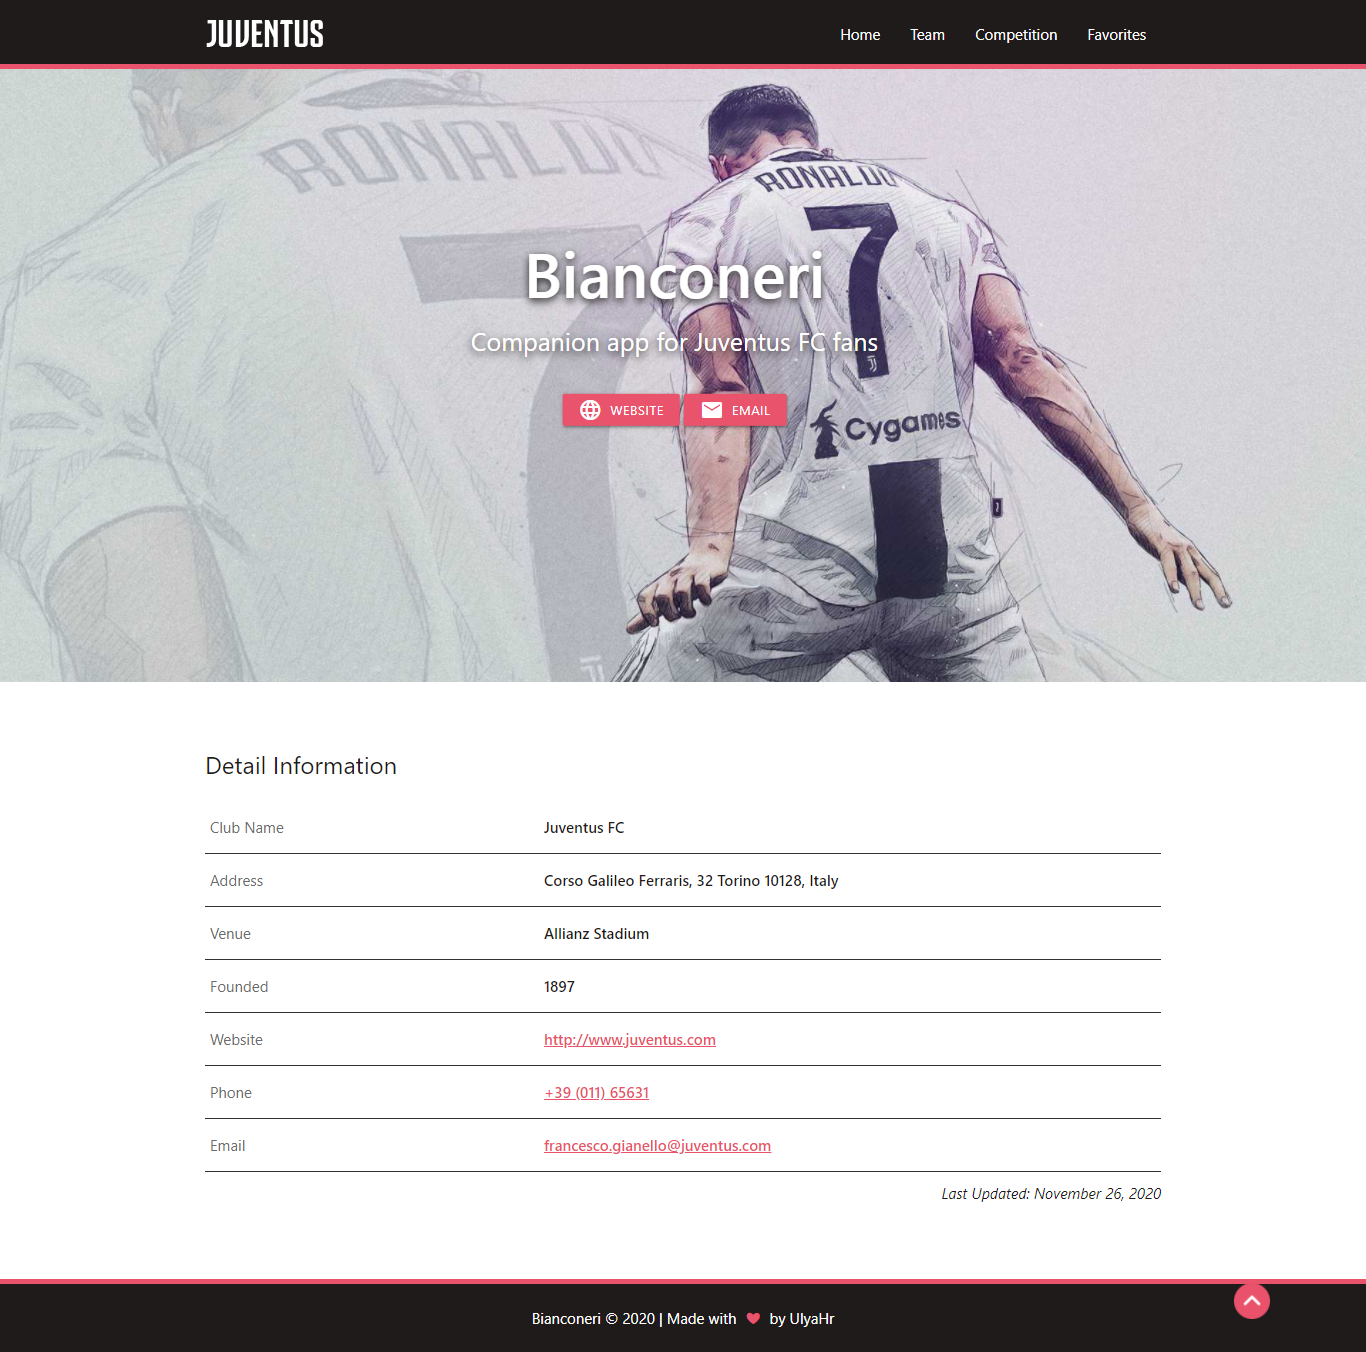 JUVENTUS
Home Team Competition Favorites
RONALDO
RONALDO
7
Bianconeri
Companion app for Juventus FC fans
WEBSITE EMAIL
Cygames
Detail Information
Club Name Juventus FC
Address Corso Galileo Ferraris, 32 Torino 10128, Italy
Venue Allianz Stadium
Founded 1897
Website http://www.juventus.com
Phone +39 (011) 65631
Email francesco.gianello@juventus.com
Last Updated: November 26, 2020
Bianconeri © 2020 | Made with ♥ by UlyaHr